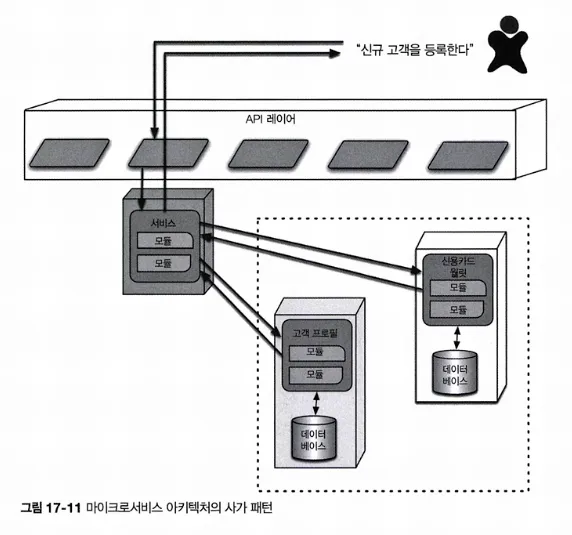 "신규 고객을 등록한다"
API 레이어
서비스
모듈
모듈
신용카드
월릿
모듈
모듈
데이터
베이스
고객 프로필
모듈
모듈
데이터
베이스
그림 17-11 마이크로서비스 아키텍처의 사가 패턴